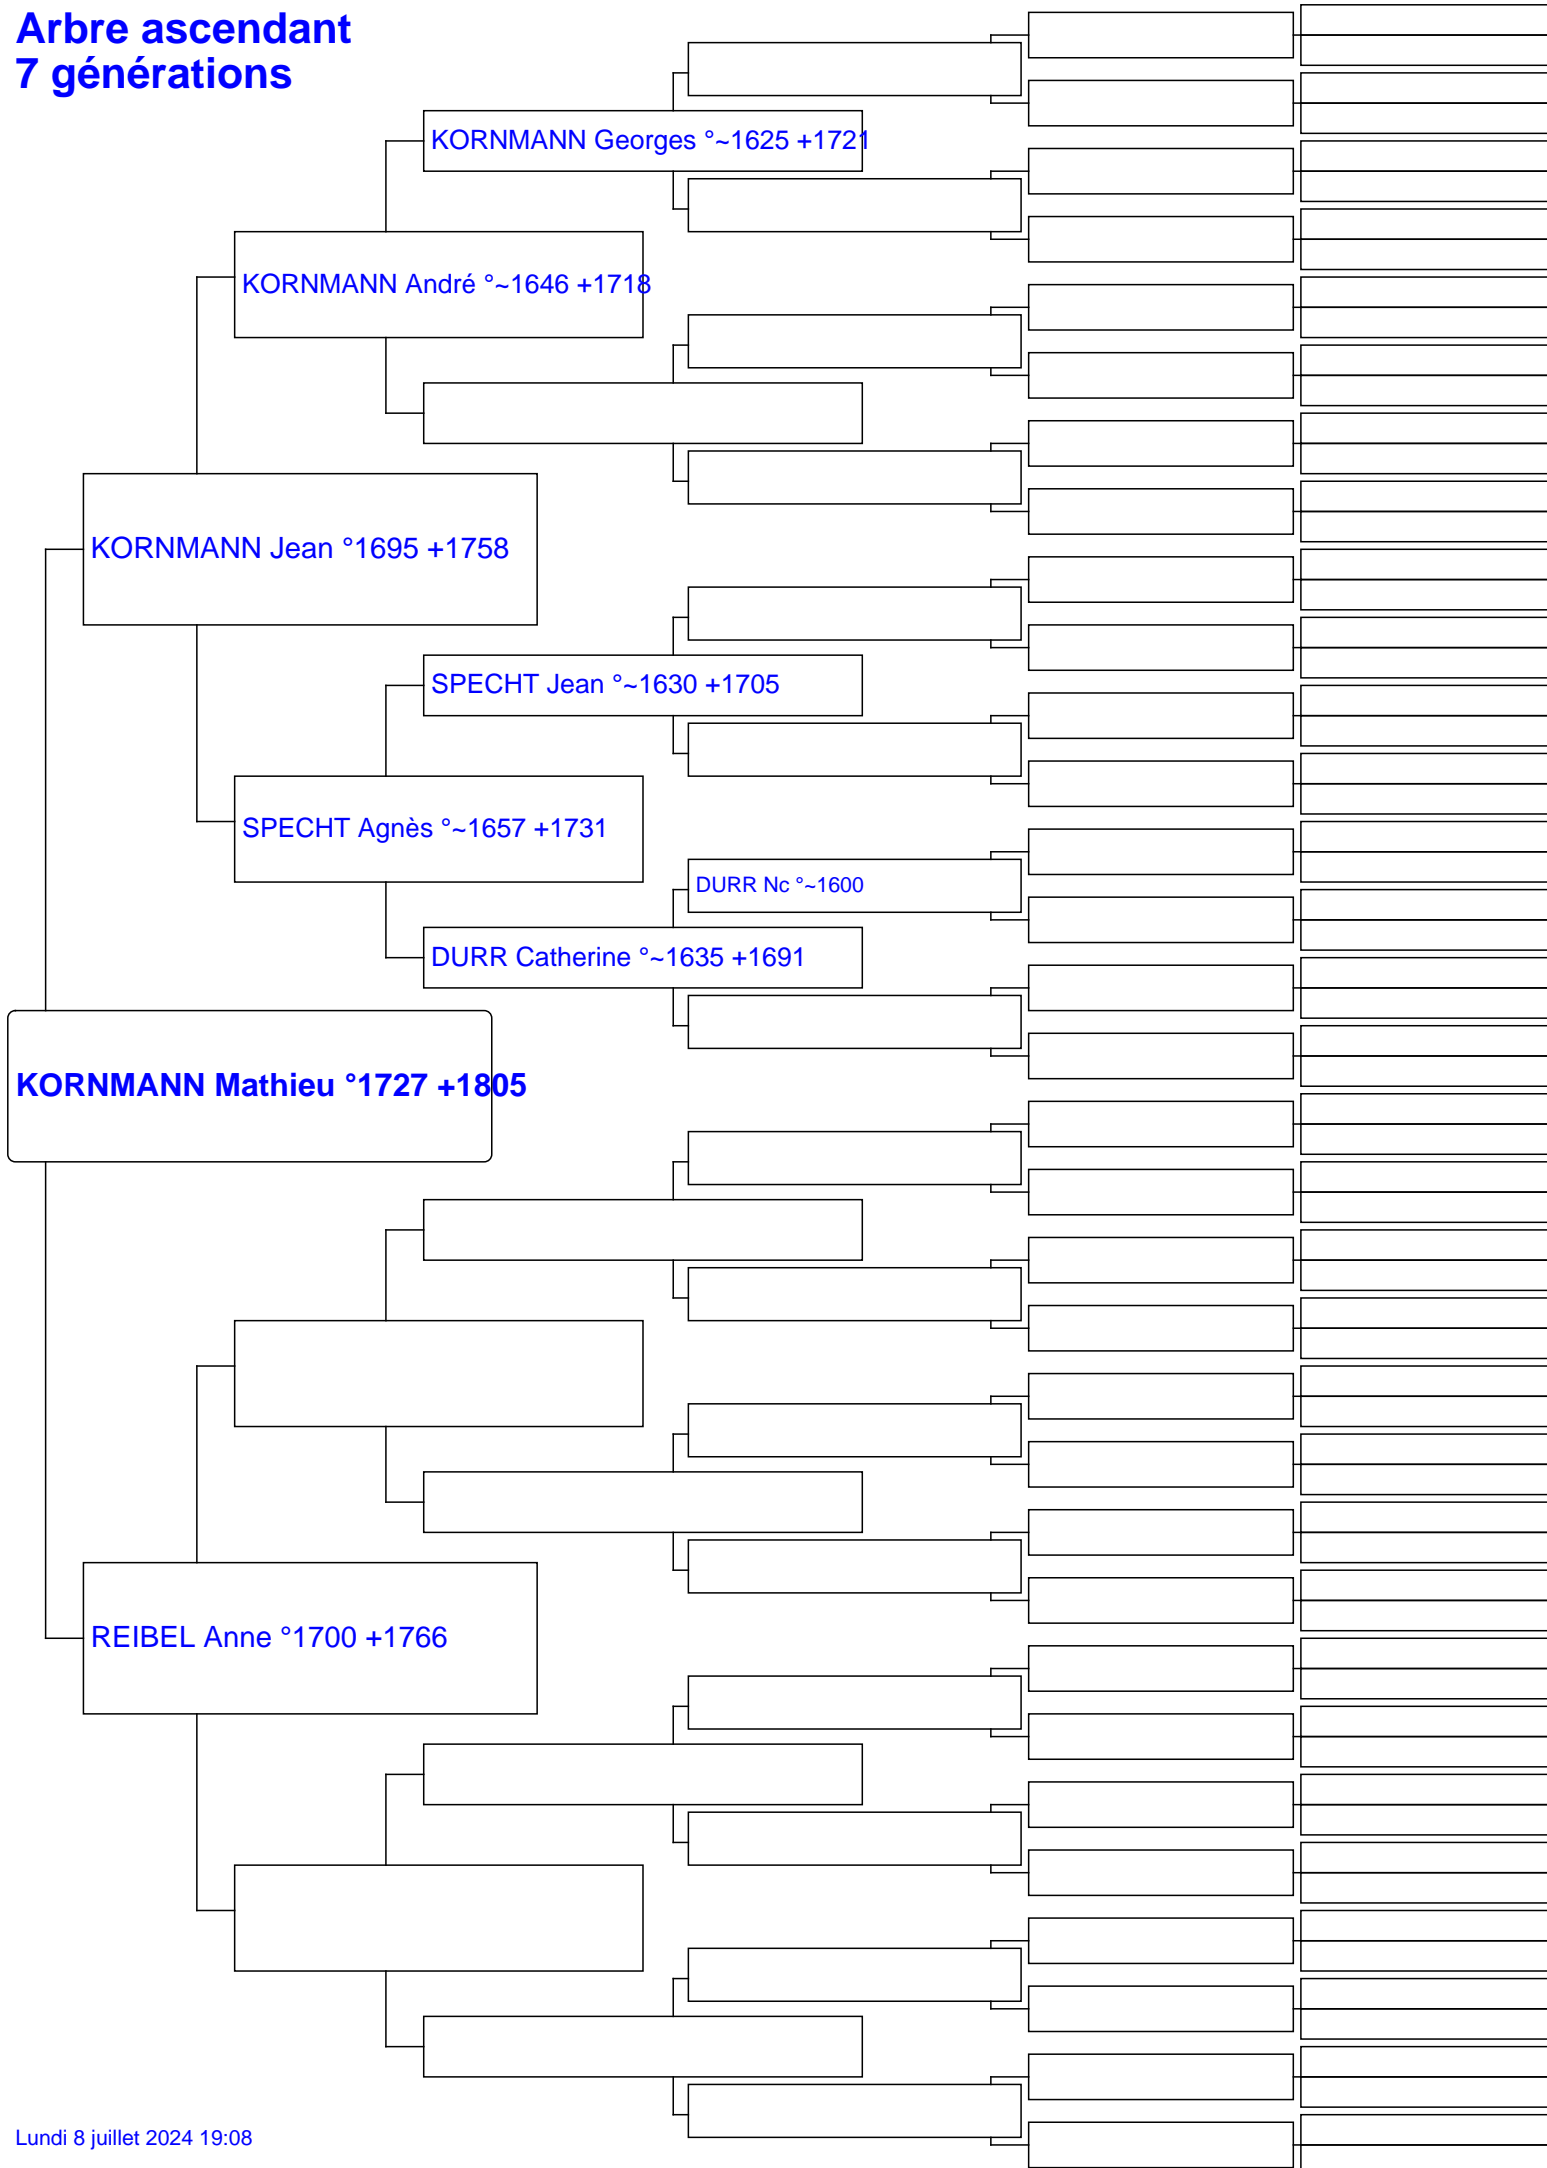 Arbre ascendant
7 générations
KORNMANN Georges °~1625 +1721
KORNMANN André °~1646 +1718
KORNMANN Jean °1695 +1758
SPECHT Jean °~1630 +1705
SPECHT Agnès °~1657 +1731
DURR Nc °~1600
DURR Catherine °~1635 +1691
KORNMANN Mathieu °1727 +1805
REIBEL Anne °1700 +1766
Lundi 8 juillet 2024 19:08